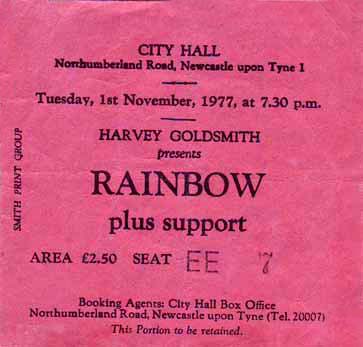 CITY HALL
Northumberland Road, Newcastle upon Tyne 1
Tuesday, 1st November, 1977, at 7.30 p.m.
HARVEY GOLDSMITH
presents
RAINBOW
plus support
AREA £2.50 SEAT EE 7
Booking Agents: City Hall Box Office
Northumberland Road, Newcastle upon Tyne (Tel. 20007)
This Portion to be retained.
SMITH PRINT GROUP